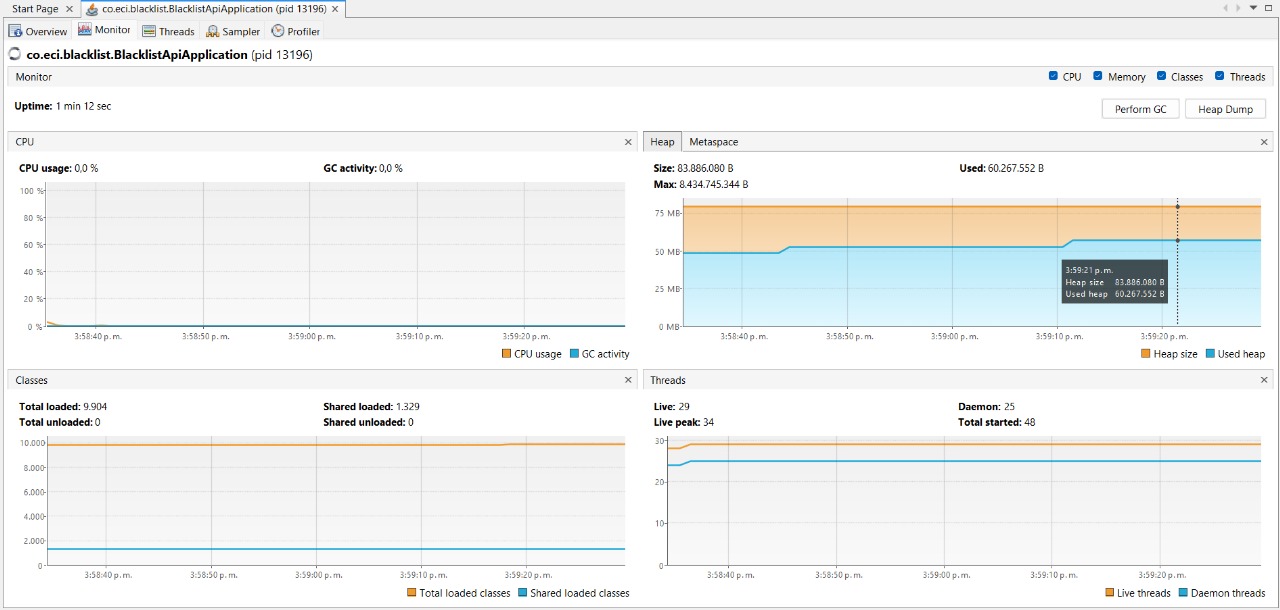 Start Page
co.eci.blacklist.BlacklistApiApplication (pid 13196)
Overview Monitor Threads Sampler Profiler
co.eci.blacklist.BlacklistApiApplication (pid 13196)
Monitor
CPU Memory Classes Threads
Uptime: 1 min 12 sec
Perform GC Heap Dump
CPU
CPU usage: 0,0 % GC activity: 0,0 %
100 %
80 %
60 %
40 %
20 %
0 %
3:58:40 p. m. 3:58:50 p. m. 3:59:00 p. m. 3:59:10 p. m. 3:59:20 p. m.
CPU usage GC activity
Heap Metaspace
Size: 83.886.080 B Used: 60.267.552 B
Max: 8.434.745.344 B
75 MB
50 MB
25 MB
0 MB
3:59:21 p. m.
Heap size 83.886.080 B
Used heap 60.267.552 B
3:58:40 p. m. 3:58:50 p. m. 3:59:00 p. m. 3:59:10 p. m. 3:59:20 p. m.
Heap size Used heap
Classes
Total loaded: 9.904 Shared loaded: 1.329
Total unloaded: 0 Shared unloaded: 0
10.000
8.000
6.000
4.000
2.000
0
3:58:40 p. m. 3:58:50 p. m. 3:59:00 p. m. 3:59:10 p. m. 3:59:20 p. m.
Total loaded classes Shared loaded classes
Threads
Live: 29 Daemon: 25
Live peak: 34 Total started: 48
30
20
10
0
3:58:40 p. m. 3:58:50 p. m. 3:59:00 p. m. 3:59:10 p. m. 3:59:20 p. m.
Live threads Daemon threads